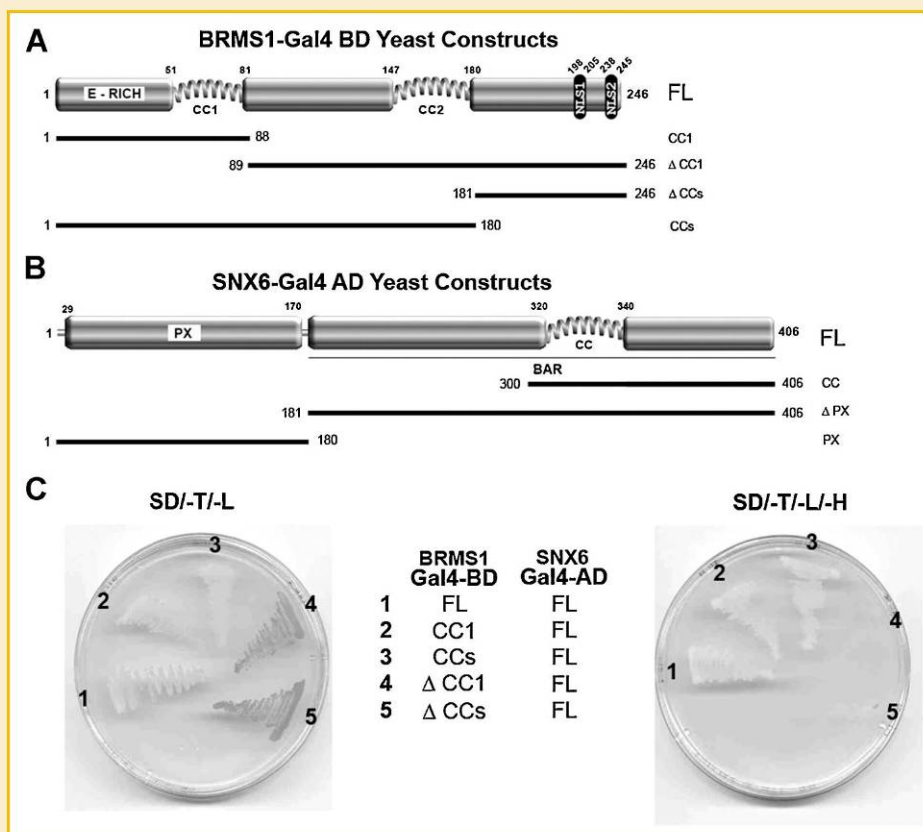 A
BRMS1-Gal4 BD Yeast Constructs
51 81 147 180 198 205 238 245
1 E - RICH CC1 CC2 NLS1 NLS2 246 FL
1 88 CC1
89 246 Δ CC1
181 246 Δ CCs
1 180 CCs
B
SNX6-Gal4 AD Yeast Constructs
29 170 320 340
1 PX CC 406 FL
BAR
300 406 CC
181 406 Δ PX
1 180 PX
C
SD/-T/-L
1
2
3
4
5
BRMS1 SNX6
Gal4-BD Gal4-AD
1 FL FL
2 CC1 FL
3 CCs FL
4 Δ CC1 FL
5 Δ CCs FL
SD/-T/-L/-H
1
2
3
4
5